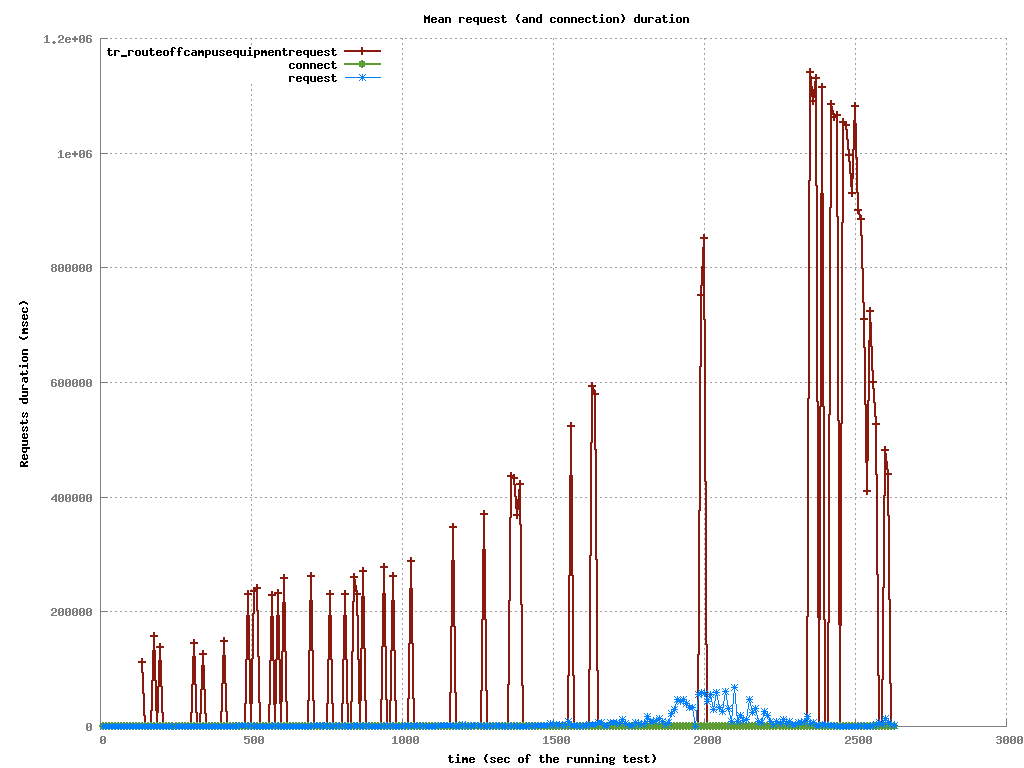 Mean request (and connection) duration
tr_routeoffcampusequipmentrequest
connect
request
Requests duration (msec)
1.2e+06
1e+06
800000
600000
400000
200000
0
0 500 1000 1500 2000 2500 3000
time (sec of the running test)